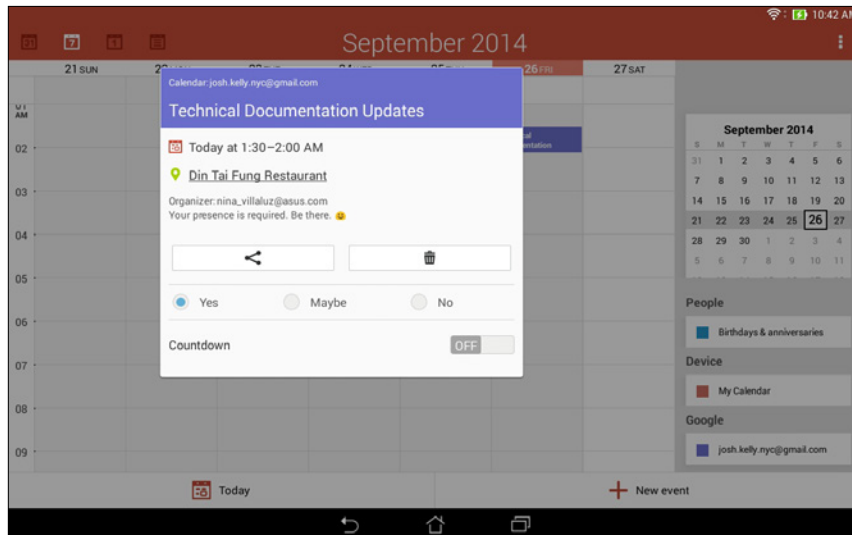 10:42 AM
21
7
1
September 2014
21 SUN
26 FRI
27 SAT
AM
02
03
04
05
06
07
08
09
Calendar: josh.kelly.nyc@gmail.com
Technical Documentation Updates
Today at 1:30–2:00 AM
Din Tai Fung Restaurant
Organizer: nina_villaluz@asus.com
Your presence is required. Be there.
Yes Maybe No
Countdown OFF
September 2014
S M T W T F S
31 1 2 3 4 5 6
7 8 9 10 11 12 13
14 15 16 17 18 19 20
21 22 23 24 25 26 27
28 29 30 1 2 3 4
5 6 7 8 9 10 11
People
Birthdays & anniversaries
Device
My Calendar
Google
josh.kelly.nyc@gmail.com
Today
New event